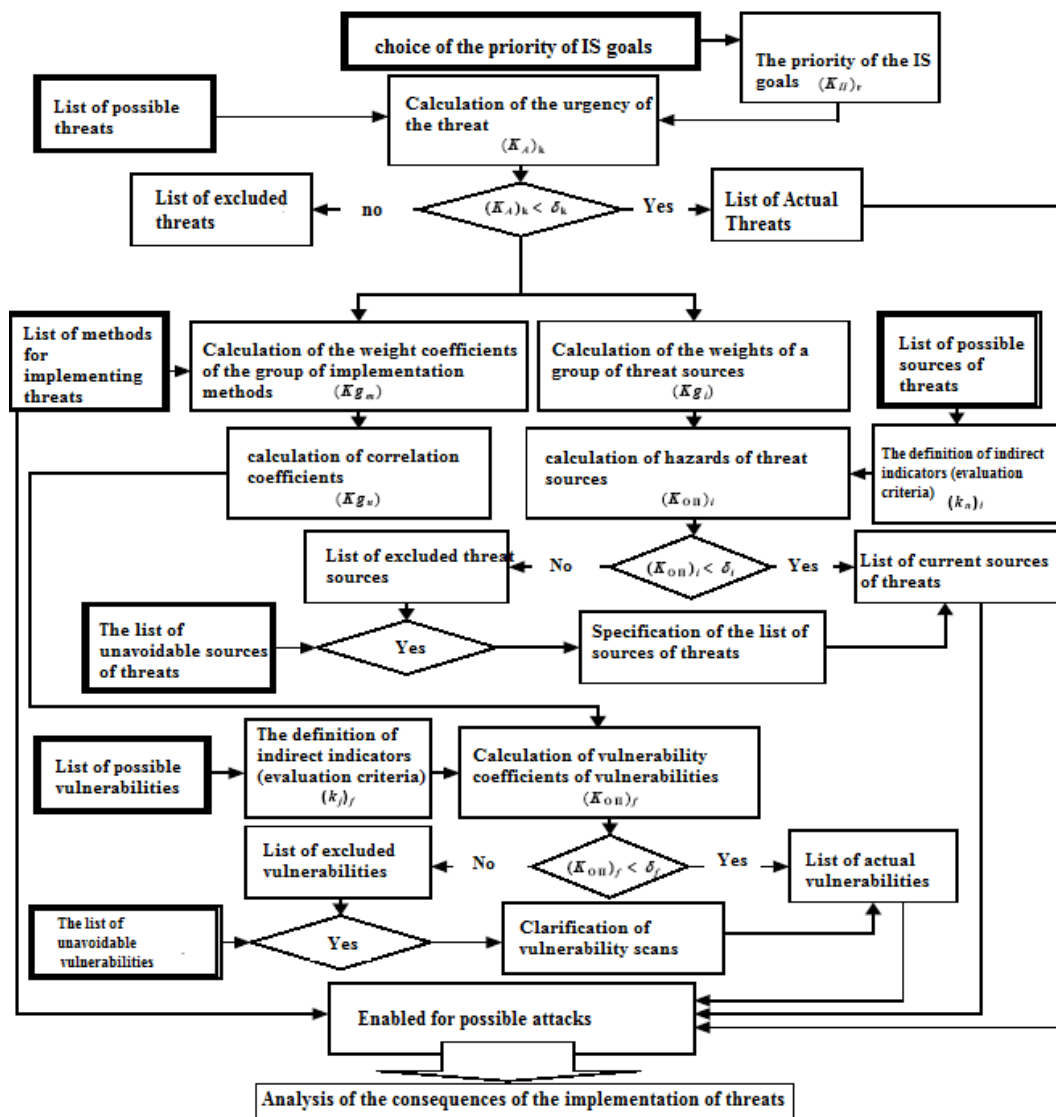 choice of the priority of IS goals
The priority of the IS
goals (K_П)_r
List of possible
threats
Calculation of the urgency of
the threat
(K_A)_k
List of excluded
threats
no
(K_A)_k < δ_k
Yes
List of Actual
Threats
List of methods
for
implementing
threats
Calculation of the weight coefficients
of the group of implementation
methods (Kg_m)
Calculation of the weights of a
group of threat sources
(Kg_i)
List of possible
sources of
threats
calculation of correlation
coefficients
(Kg_u)
calculation of hazards of threat
sources
(K_ОП)_i
The definition of indirect
indicators (evaluation
criteria) (k_n)_i
List of excluded threat
sources
No
(K_ОП)_i < δ_i
Yes
List of current sources
of threats
The list of
unavoidable sources
of threats
Yes
Specification of the list of
sources of threats
List of possible
vulnerabilities
The definition of
indirect indicators
(evaluation criteria)
(k_j)_f
Calculation of vulnerability
coefficients of vulnerabilities
(K_ОП)_f
List of excluded
vulnerabilities
No
(K_ОП)_f < δ_f
Yes
List of actual
vulnerabilities
The list of
unavoidable
vulnerabilities
Yes
Clarification of
vulnerability scans
Enabled for possible attacks
Analysis of the consequences of the implementation of threats